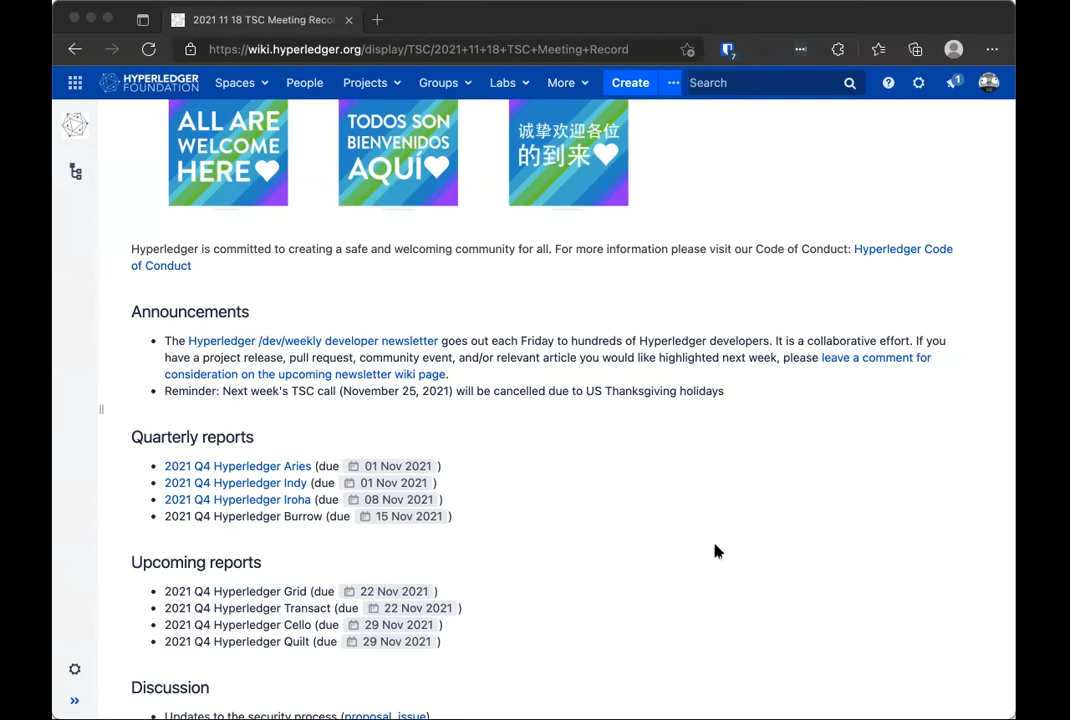 2021 11 18 TSC Meeting Reco
https://wiki.hyperledger.org/display/TSC/2021+11+18+TSC+Meeting+Record
7
HYPERLEDGER
FOUNDATION
Spaces
People
Projects
Groups
Labs
More
Create
Search
1
ALL ARE
WELCOME
HERE
TODOS SON
BIENVENIDOS
AQUÍ
诚挚欢迎各位
的到来
Hyperledger is committed to creating a safe and welcoming community for all. For more information please visit our Code of Conduct: Hyperledger Code
of Conduct
Announcements
• The Hyperledger /dev/weekly developer newsletter goes out each Friday to hundreds of Hyperledger developers. It is a collaborative effort. If you
have a project release, pull request, community event, and/or relevant article you would like highlighted next week, please leave a comment for
consideration on the upcoming newsletter wiki page.
• Reminder: Next week's TSC call (November 25, 2021) will be cancelled due to US Thanksgiving holidays
Quarterly reports
• 2021 Q4 Hyperledger Aries (due 01 Nov 2021 )
• 2021 Q4 Hyperledger Indy (due 01 Nov 2021 )
• 2021 Q4 Hyperledger Iroha (due 08 Nov 2021 )
• 2021 Q4 Hyperledger Burrow (due 15 Nov 2021 )
Upcoming reports
• 2021 Q4 Hyperledger Grid (due 22 Nov 2021 )
• 2021 Q4 Hyperledger Transact (due 22 Nov 2021 )
• 2021 Q4 Hyperledger Cello (due 29 Nov 2021 )
• 2021 Q4 Hyperledger Quilt (due 29 Nov 2021 )
Discussion
• Updates to the security process (proposal, issue)